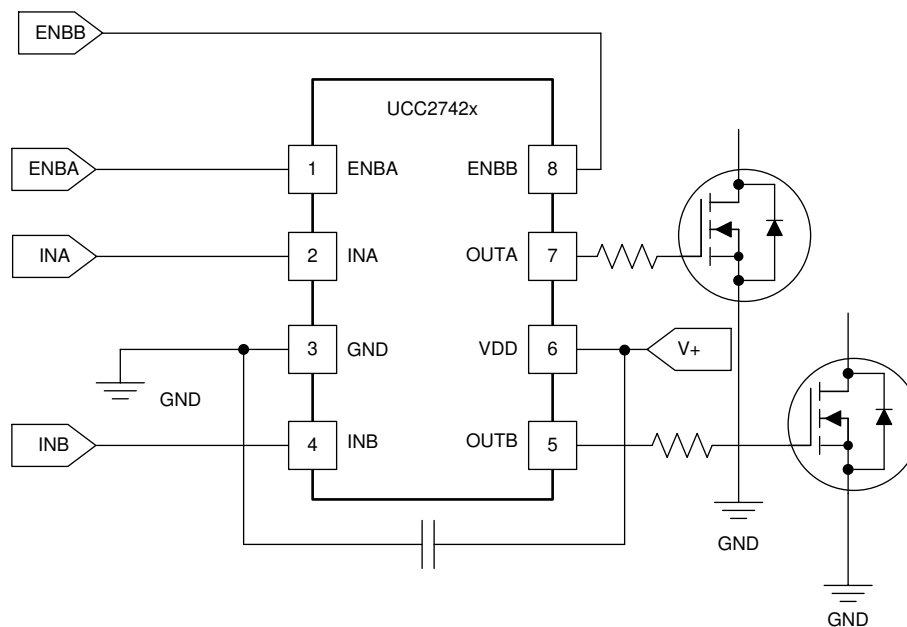 ENBB
UCC2742x
ENBA
1
ENBA
ENBB
8
INA
2
INA
OUTA
7
3
GND
VDD
6
V+
GND
INB
4
INB
OUTB
5
GND
GND